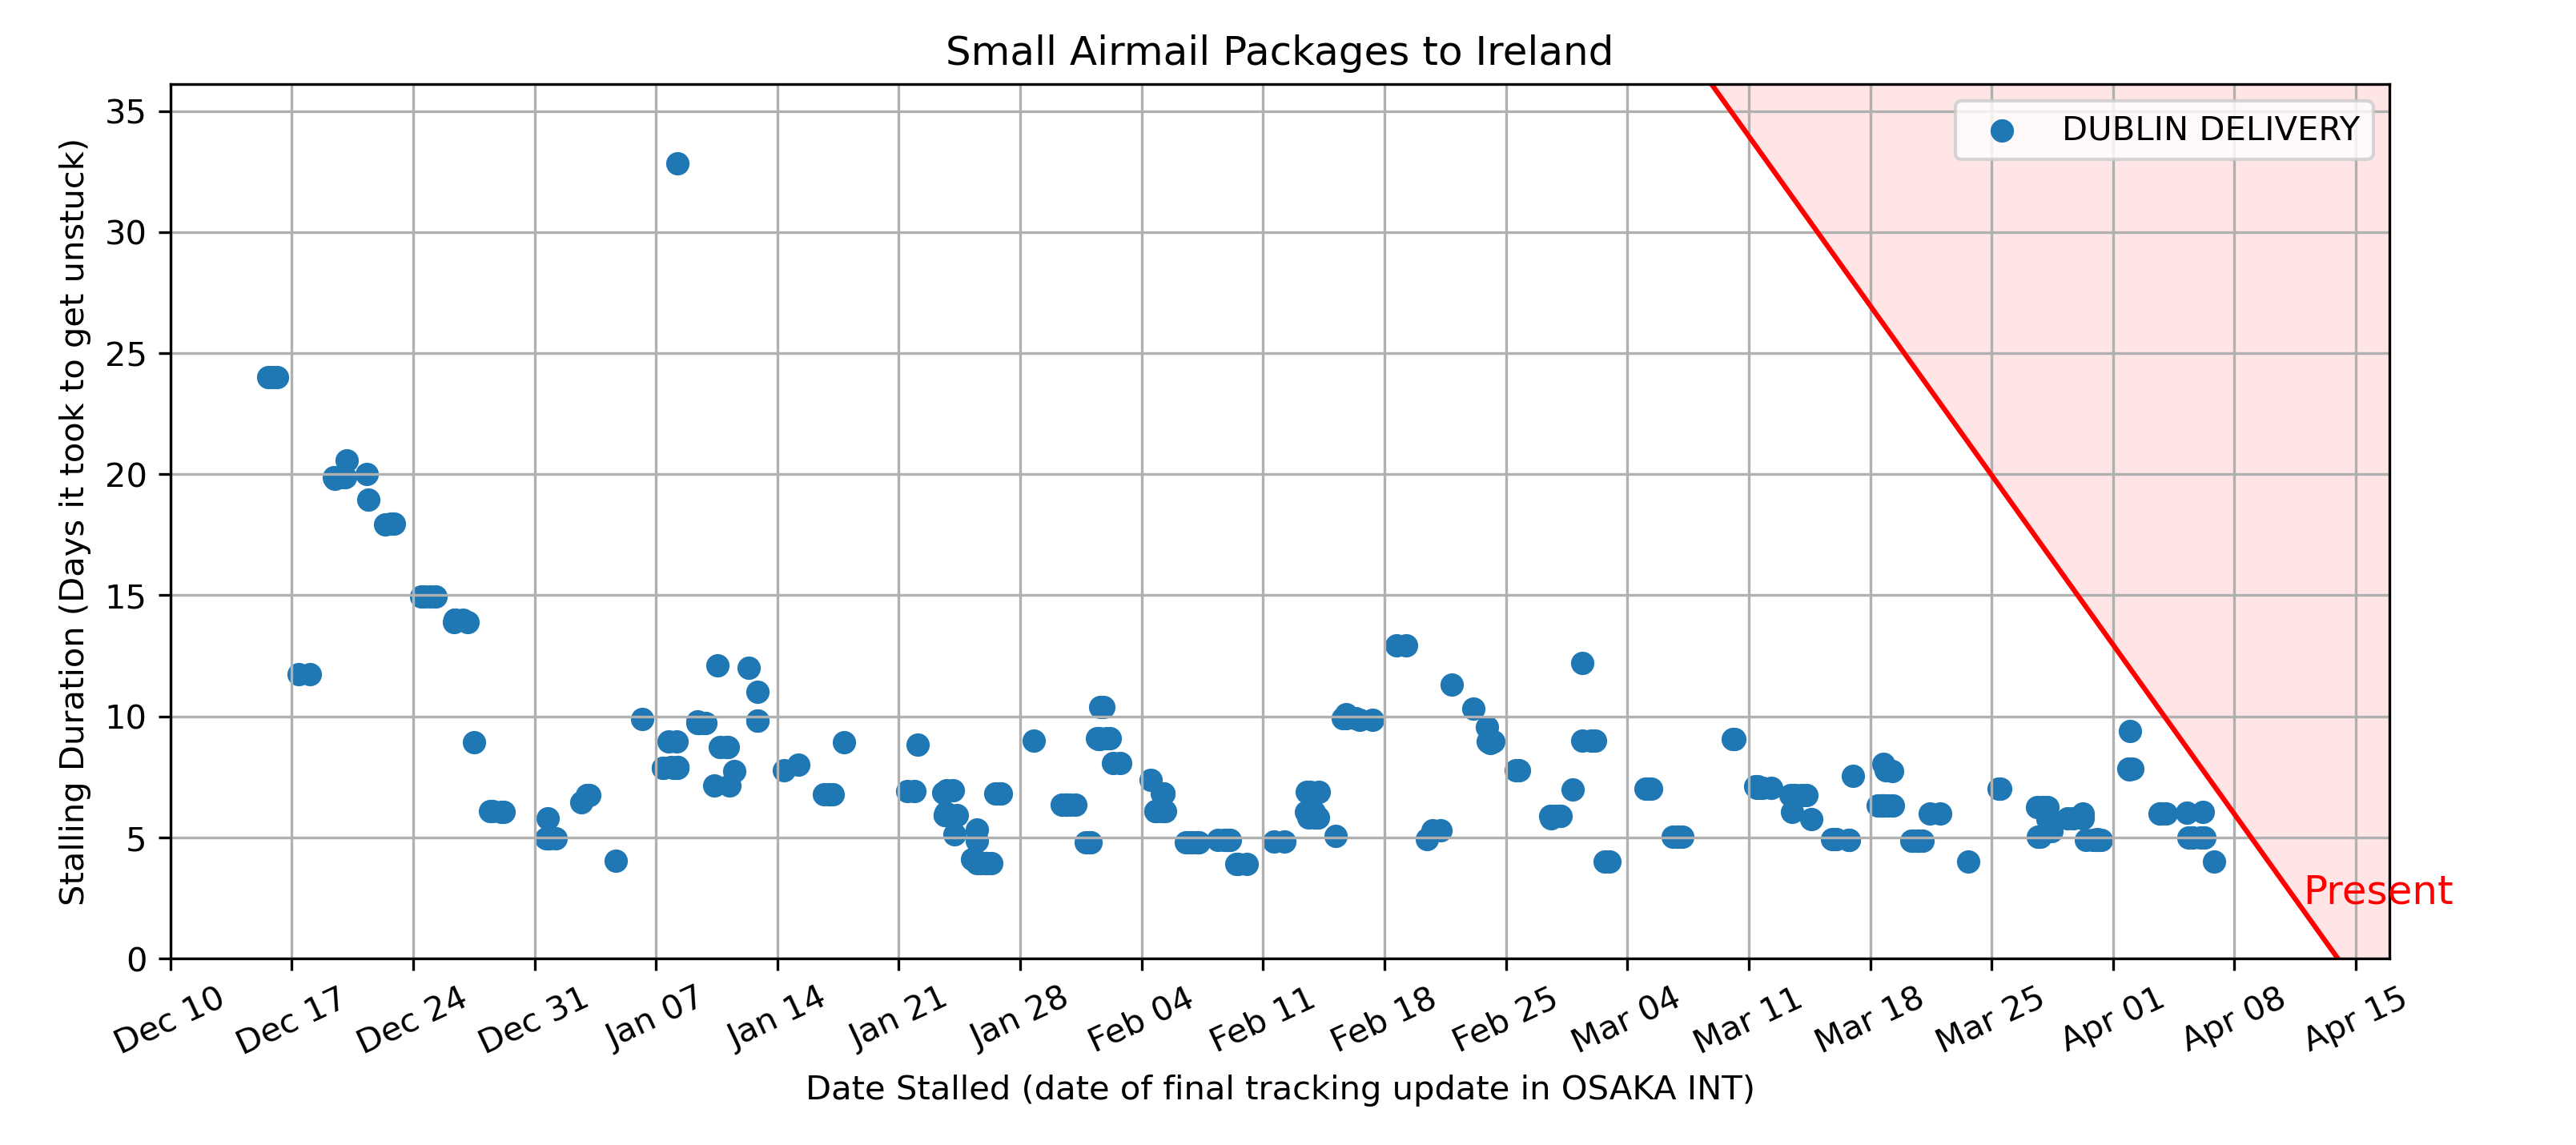 Small Airmail Packages to Ireland
DUBLIN DELIVERY
Stalling Duration (Days it took to get unstuck)
35
30
25
20
15
10
5
0
Present
Dec 10
Dec 17
Dec 24
Dec 31
Jan 07
Jan 14
Jan 21
Jan 28
Feb 04
Feb 11
Feb 18
Feb 25
Mar 04
Mar 11
Mar 18
Mar 25
Apr 01
Apr 08
Apr 15
Date Stalled (date of final tracking update in OSAKA INT)